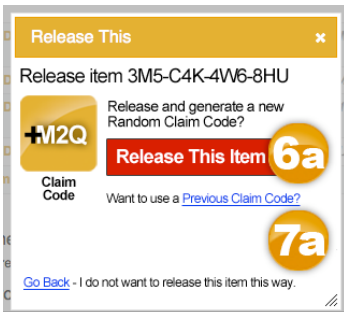 Release This ×
Release item 3M5-C4K-4W6-8HU
+M2Q
Claim
Code
Release and generate a new
Random Claim Code?
Release This Item
6a
Want to use a Previous Claim Code?
7a
Go Back - I do not want to release this item this way.